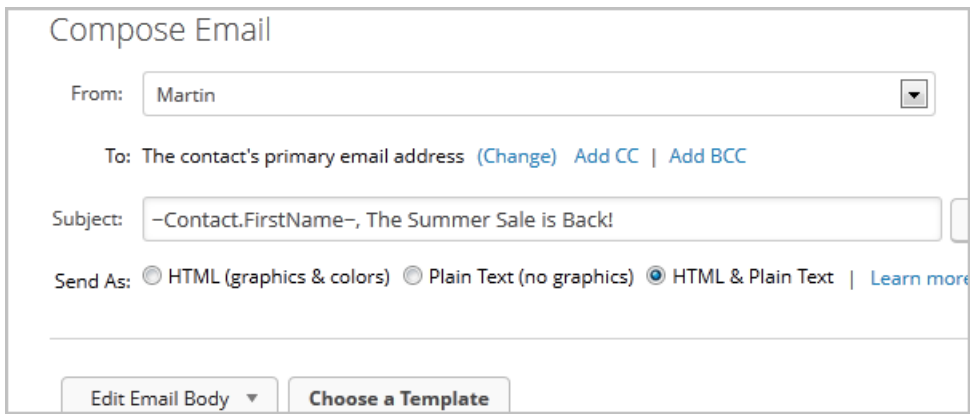 Compose Email
From: Martin
To: The contact's primary email address (Change) Add CC | Add BCC
Subject: ~Contact.FirstName~, The Summer Sale is Back!
Send As: HTML (graphics & colors) Plain Text (no graphics) HTML & Plain Text | Learn more
Edit Email Body Choose a Template